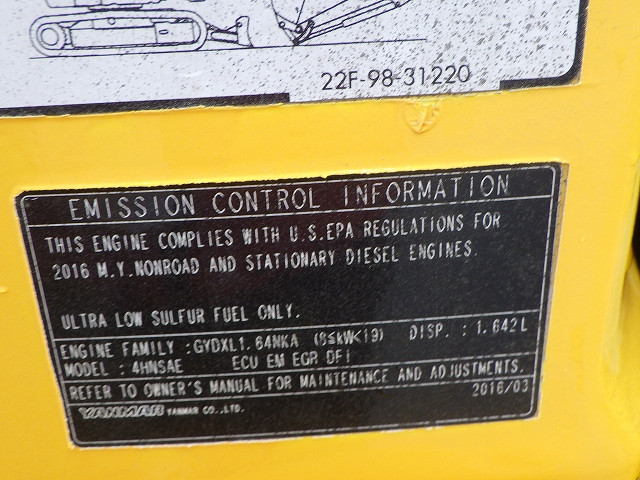 22F-98-31220
EMISSION CONTROL INFORMATION
THIS ENGINE COMPLIES WITH U.S.EPA REGULATIONS FOR
2016 M.Y.NONROAD AND STATIONARY DIESEL ENGINES.
ULTRA LOW SULFUR FUEL ONLY.
ENGINE FAMILY :GYDXL1.64NKA (8≤kW<19) DISP. : 1.642L
MODEL : 4HNSAE ECU EM EGR DFI
REFER TO OWNER'S MANUAL FOR MAINTENANCE AND ADJUSTMENTS.
2016/03
YANMAR YANMAR CO.,LTD.